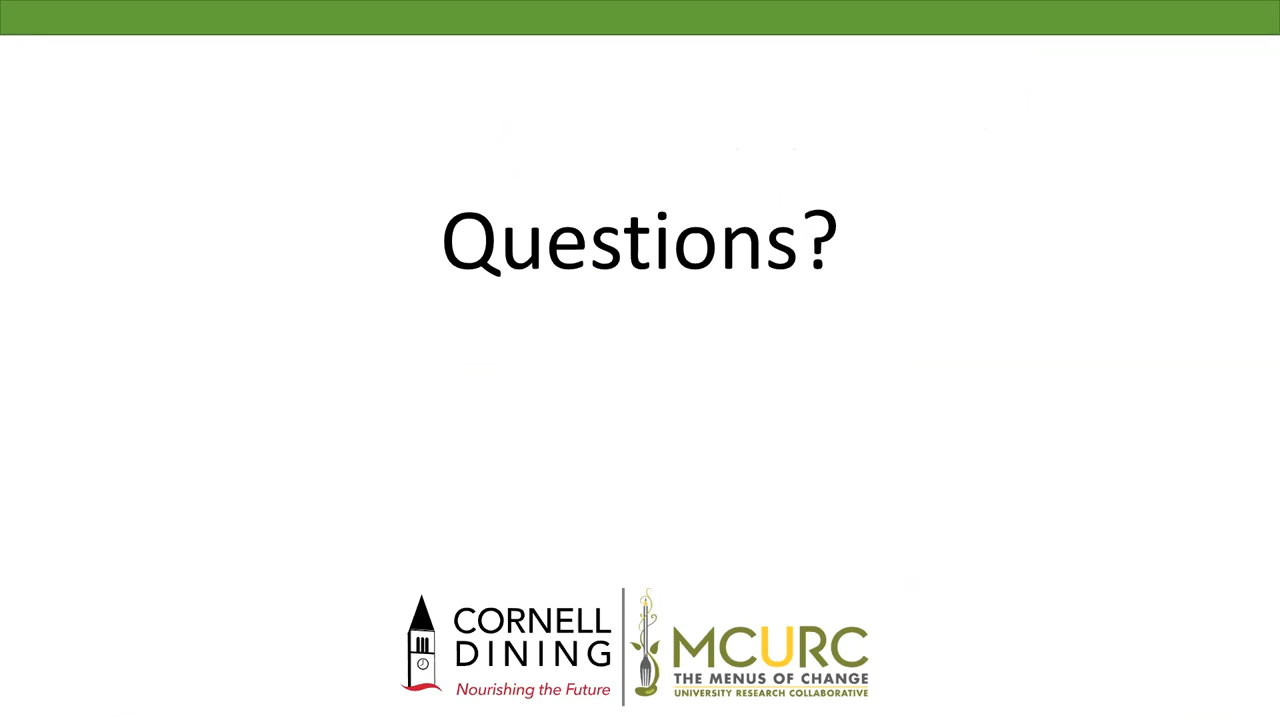 Questions?
CORNELL
DINING
Nourishing the Future
MCURC
THE MENUS OF CHANGE
UNIVERSITY RESEARCH COLLABORATIVE